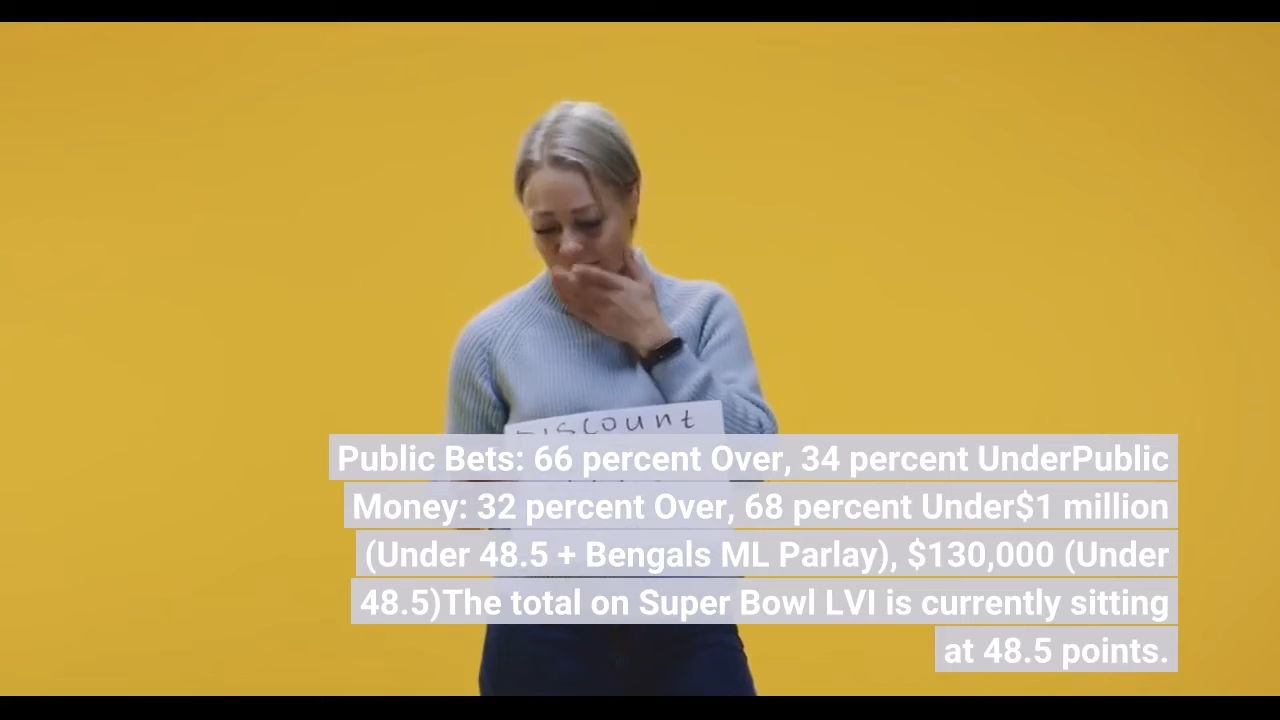 DISCOUNT
Public Bets: 66 percent Over, 34 percent UnderPublic
Money: 32 percent Over, 68 percent Under$1 million
(Under 48.5 + Bengals ML Parlay), $130,000 (Under
48.5)The total on Super Bowl LVI is currently sitting
at 48.5 points.